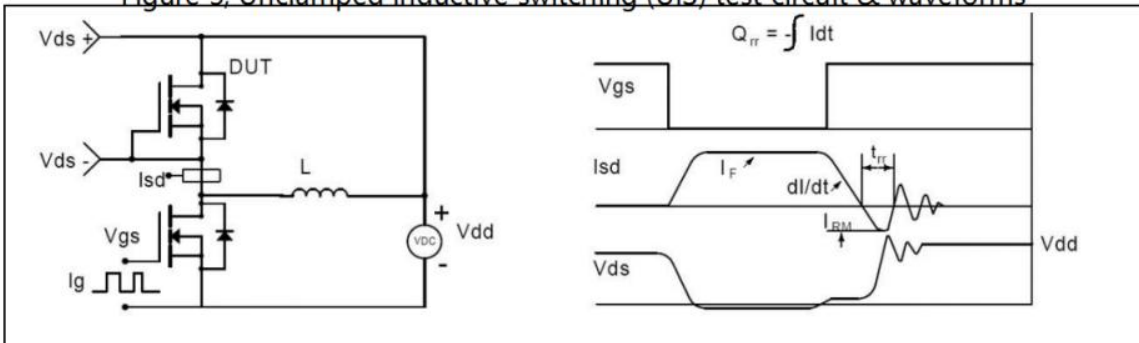 Figure 3, Unclamped inductive switching (UIS) test circuit & waveforms
Vds +
DUT
Vds -
Isd
L
Vgs
Ig
+
VDC
-
Vdd
Qrr = -∫ Idt
Vgs
Isd
IF
dI/dt
trr
IRM
Vds
Vdd